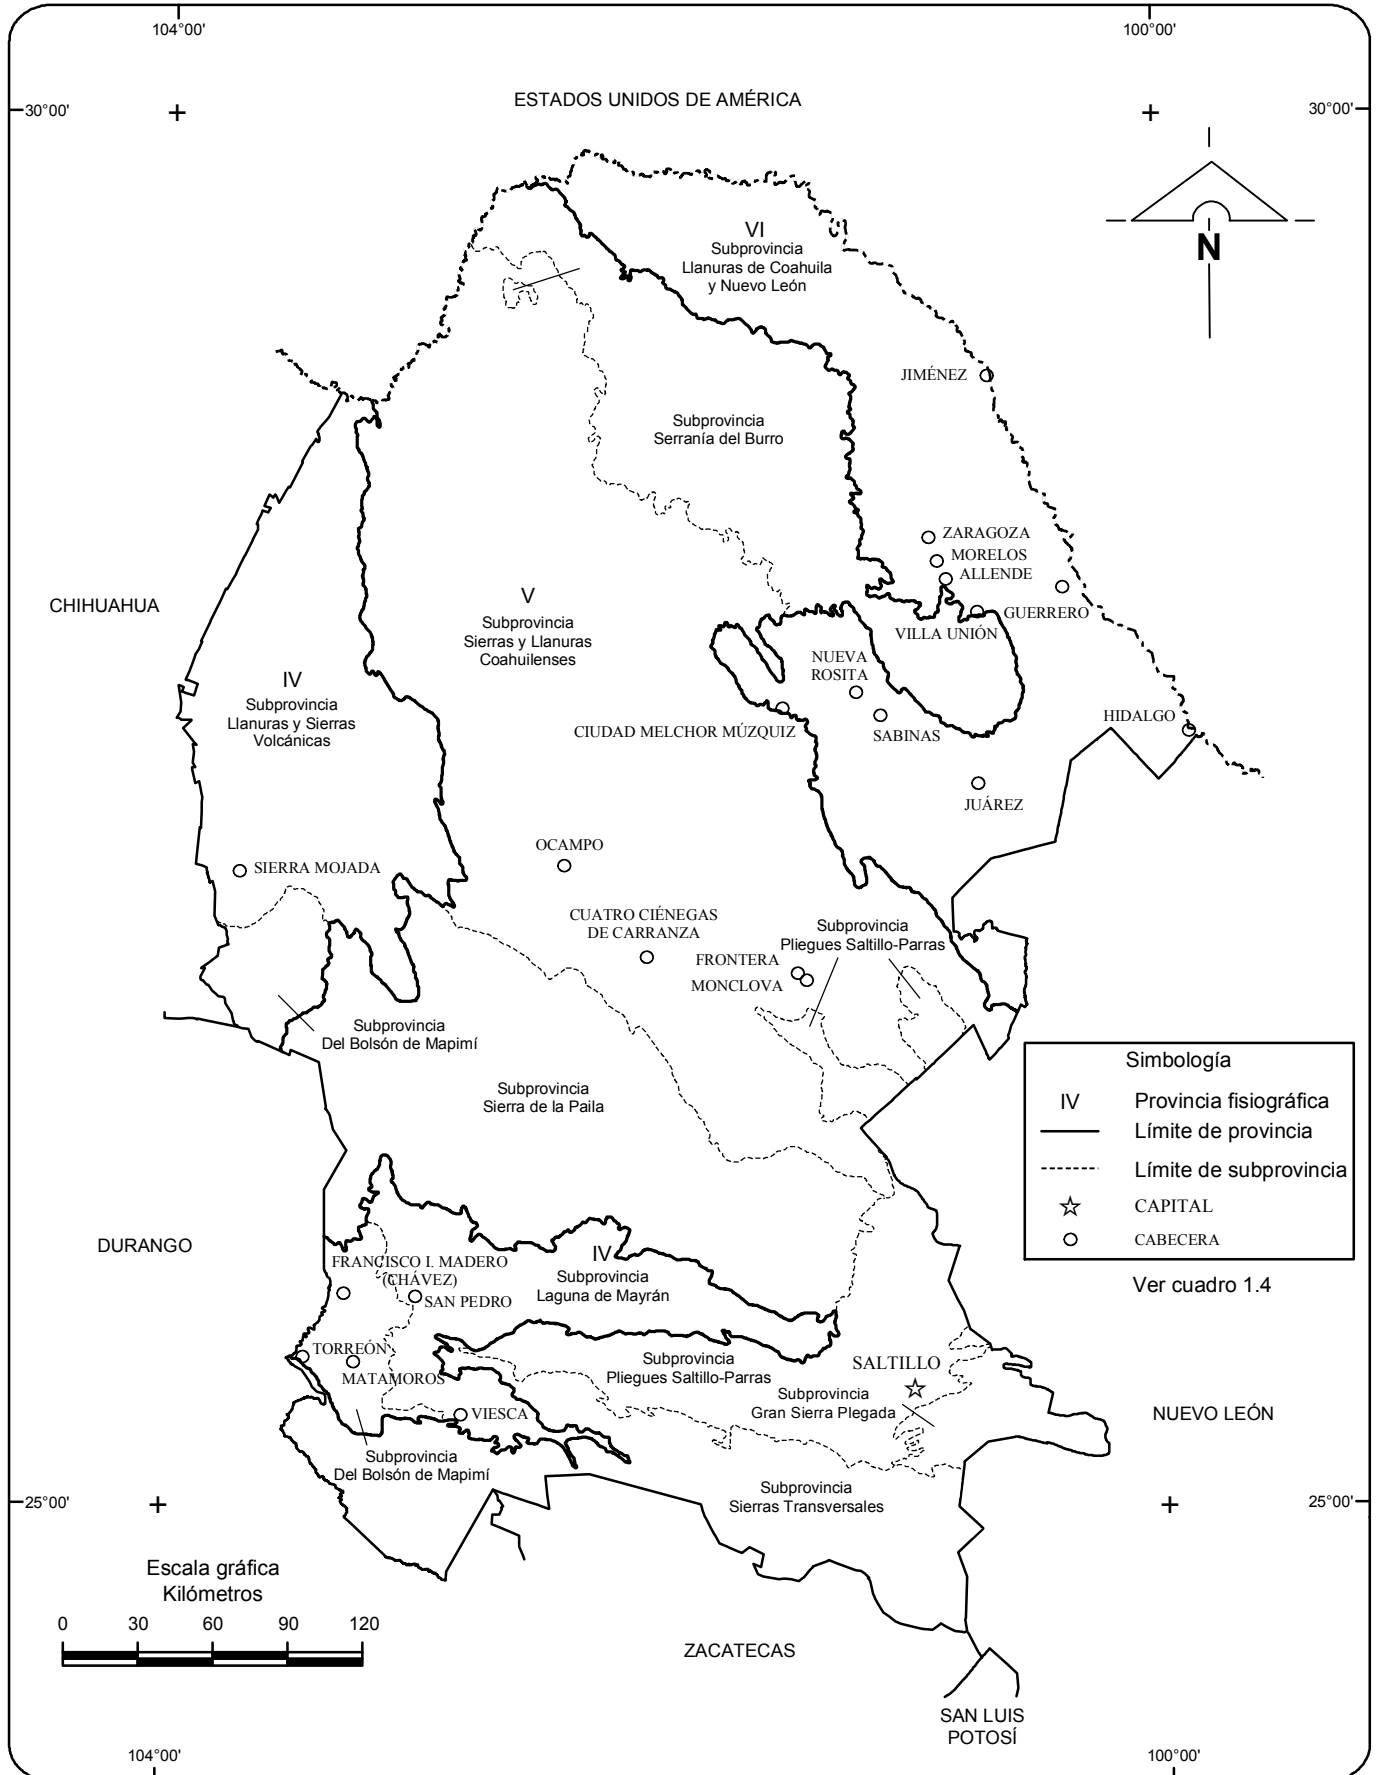 104°00'
100°00'
30°00'
30°00'
ESTADOS UNIDOS DE AMÉRICA
N
VI
Subprovincia
Llanuras de Coahuila
y Nuevo León
JIMÉNEZ
Subprovincia
Serranía del Burro
ZARAGOZA
MORELOS
ALLENDE
GUERRERO
VILLA UNIÓN
CHIHUAHUA
V
Subprovincia
Sierras y Llanuras
Coahuilenses
NUEVA
ROSITA
IV
Subprovincia
Llanuras y Sierras
Volcánicas
CIUDAD MELCHOR MÚZQUIZ
SABINAS
HIDALGO
JUÁREZ
OCAMPO
SIERRA MOJADA
CUATRO CIÉNEGAS
DE CARRANZA
Subprovincia
Pliegues Saltillo-Parras
FRONTERA
MONCLOVA
Subprovincia
Del Bolsón de Mapimí
Subprovincia
Sierra de la Paila
Simbología
IV Provincia fisiográfica
Límite de provincia
Límite de subprovincia
CAPITAL
CABECERA
Ver cuadro 1.4
DURANGO
FRANCISCO I. MADERO
(CHÁVEZ)
SAN PEDRO
IV
Subprovincia
Laguna de Mayrán
TORREÓN
MATAMOROS
Subprovincia
Pliegues Saltillo-Parras
SALTILLO
Subprovincia
Gran Sierra Plegada
VIESCA
NUEVO LEÓN
Subprovincia
Del Bolsón de Mapimí
Subprovincia
Sierras Transversales
25°00'
25°00'
Escala gráfica
Kilómetros
0 30 60 90 120
ZACATECAS
SAN LUIS
POTOSÍ
104°00'
100°00'